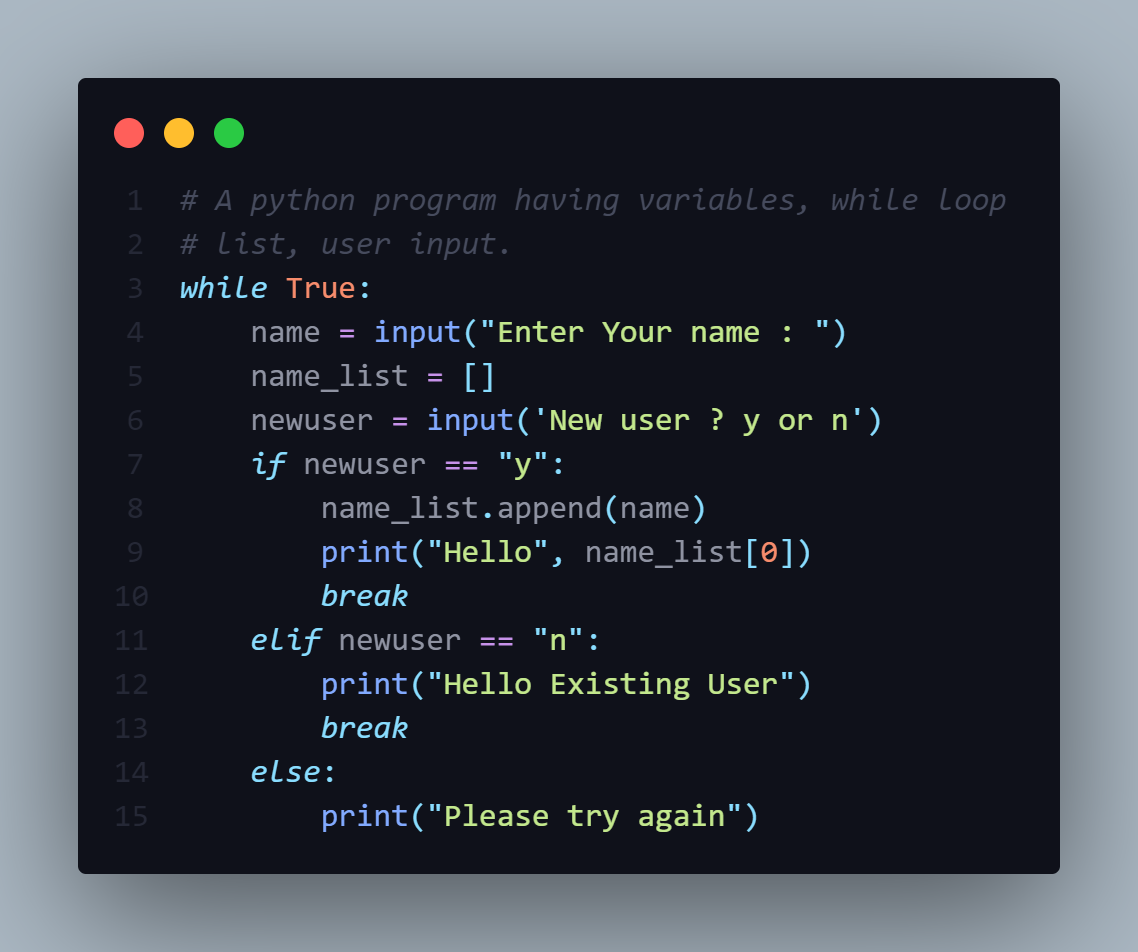 1 # A python program having variables, while loop
2 # list, user input.
3 while True:
4     name = input("Enter Your name : ")
5     name_list = []
6     newuser = input('New user ? y or n')
7     if newuser == "y":
8         name_list.append(name)
9         print("Hello", name_list[0])
10         break
11     elif newuser == "n":
12         print("Hello Existing User")
13         break
14     else:
15         print("Please try again")